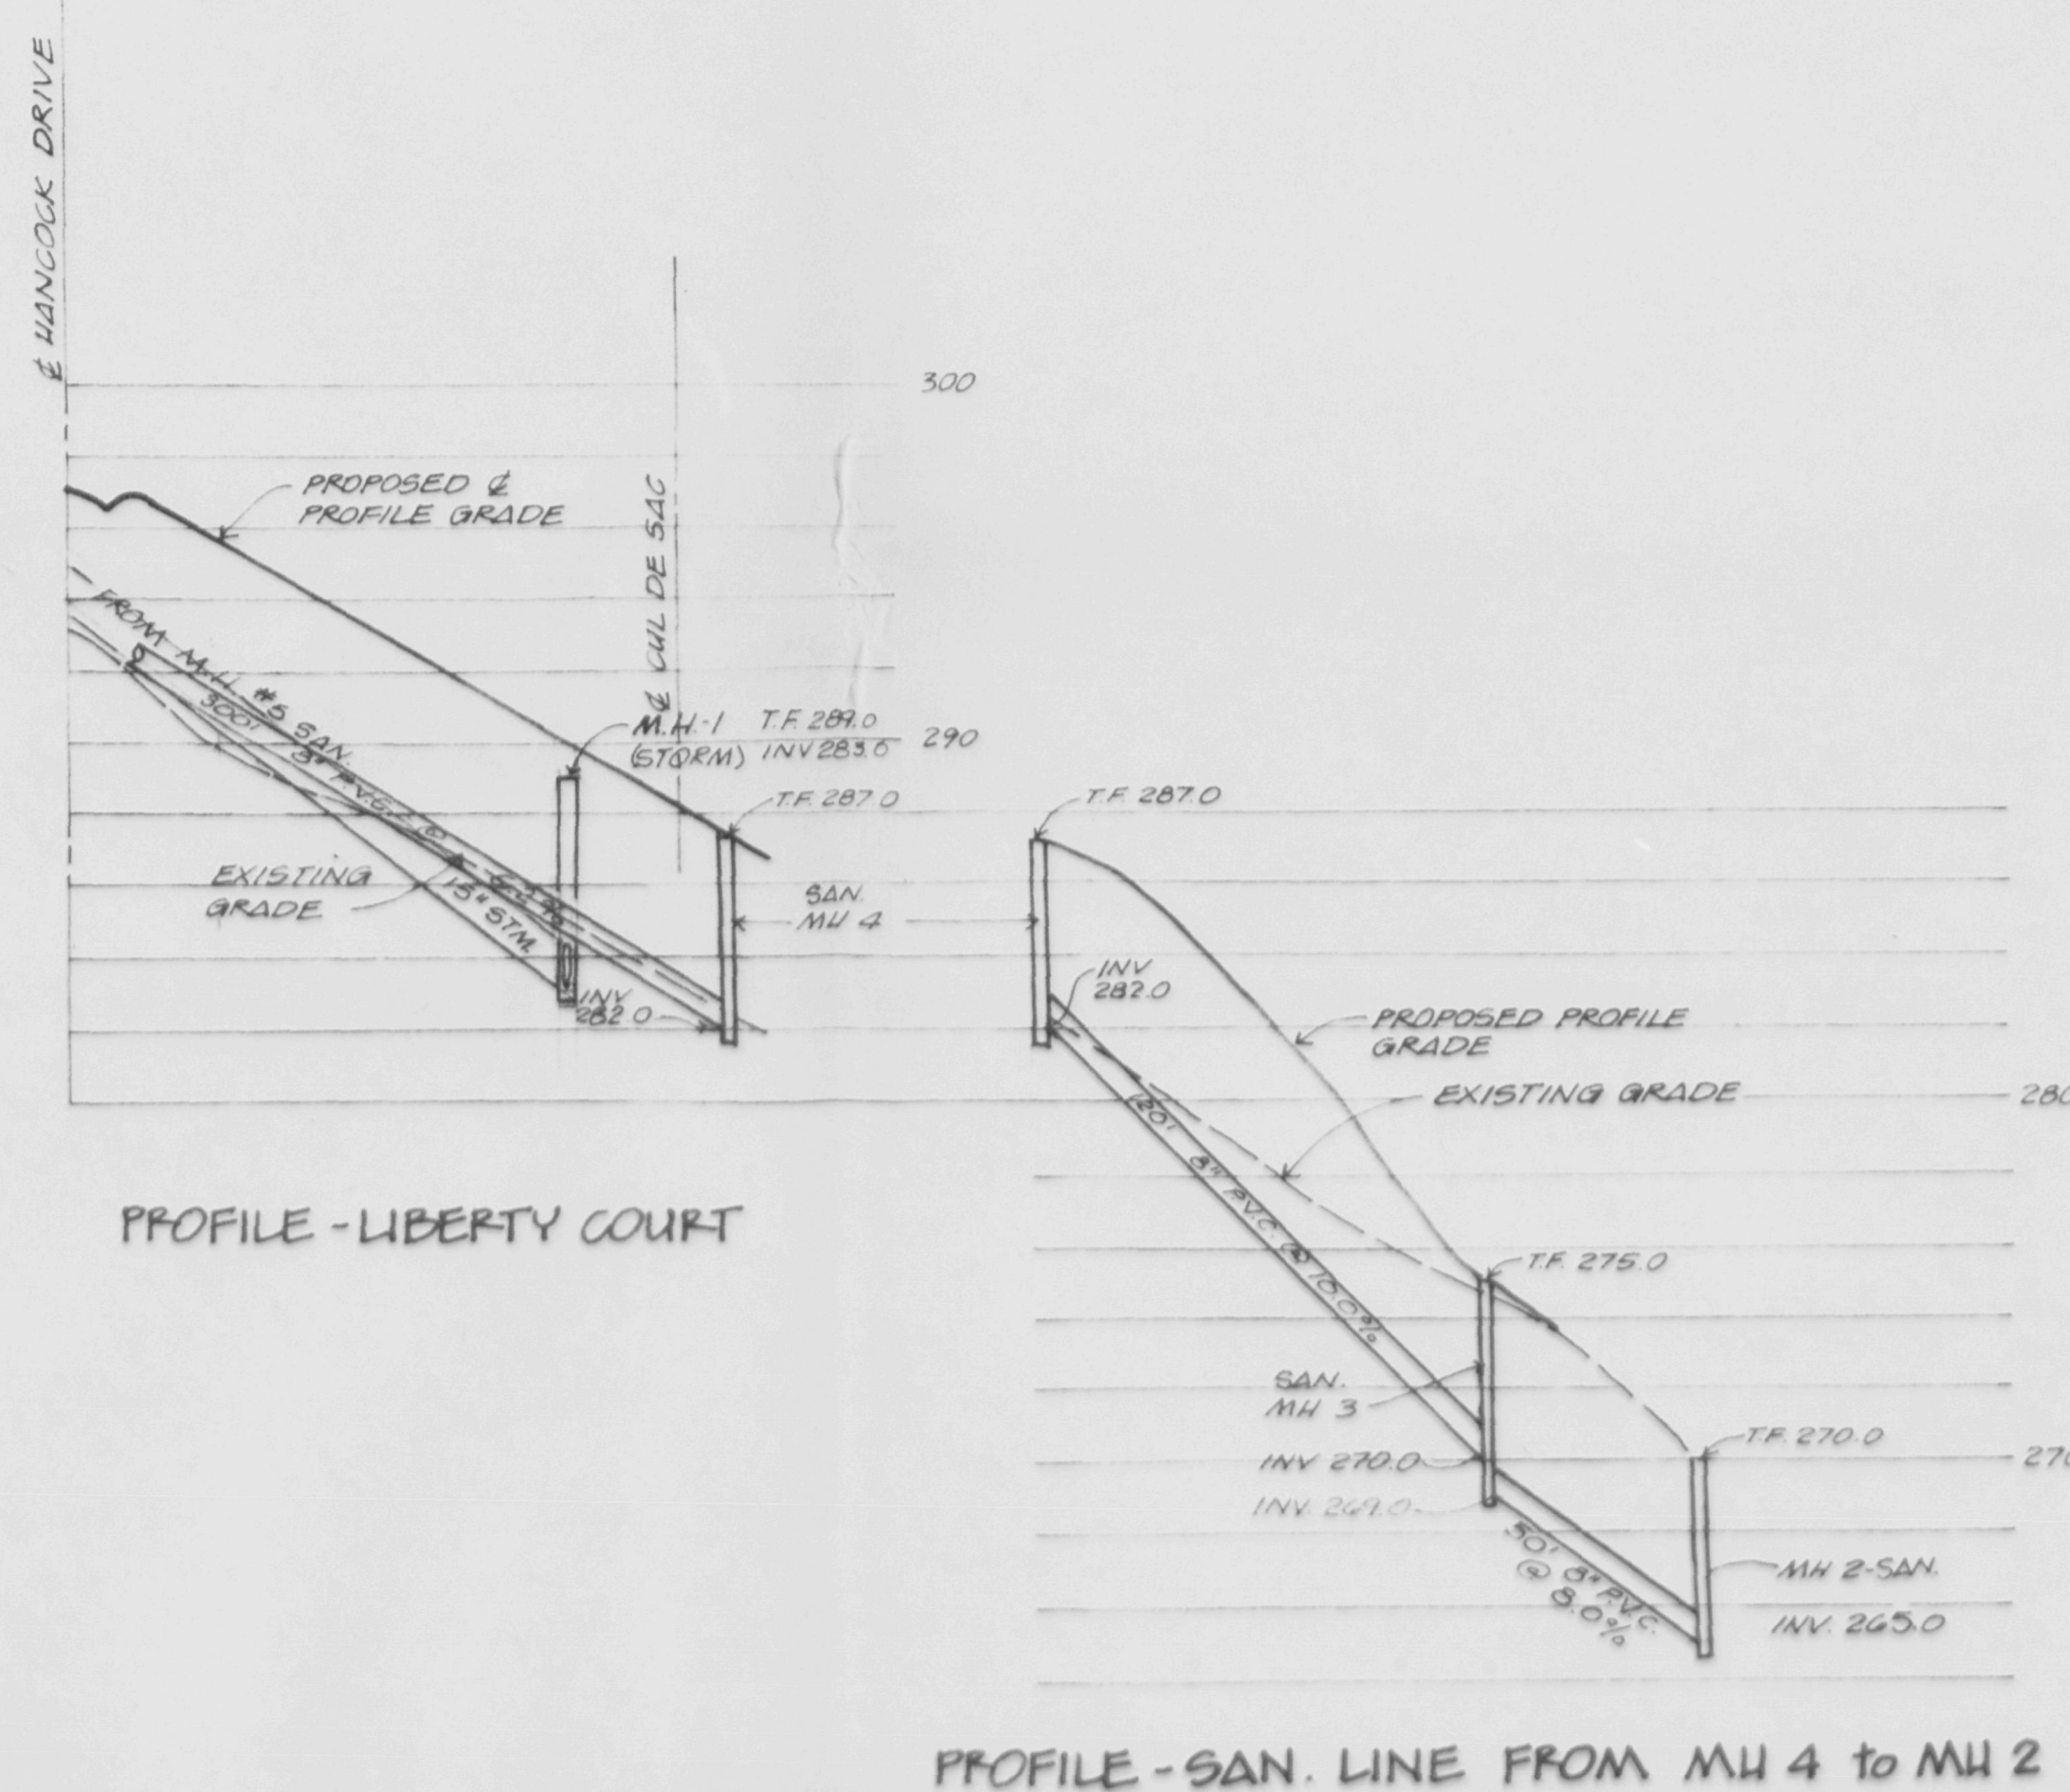 ℄ HANCOCK DRIVE
300
PROPOSED ℄
PROFILE GRADE
℄ CUL DE SAC
FROM M.H. #5 SAN.
300'
8" P.V.C. @
M.H.-1 T.F. 289.0
(STORM) INV 283.0
290
T.F. 287.0
EXISTING
GRADE
15" STM.
SAN.
MH 4
INV
282.0
T.F. 287.0
INV
282.0
PROPOSED PROFILE
GRADE
EXISTING GRADE
280
120'
8" P.V.C. @ 10.0%
PROFILE - LIBERTY COURT
T.F. 275.0
SAN.
MH 3
INV 270.0
INV. 269.0
T.F. 270.0
270
50' 8" P.V.C.
@ 8.0%
MH 2-SAN.
INV. 265.0
PROFILE - SAN. LINE FROM MH 4 to MH 2